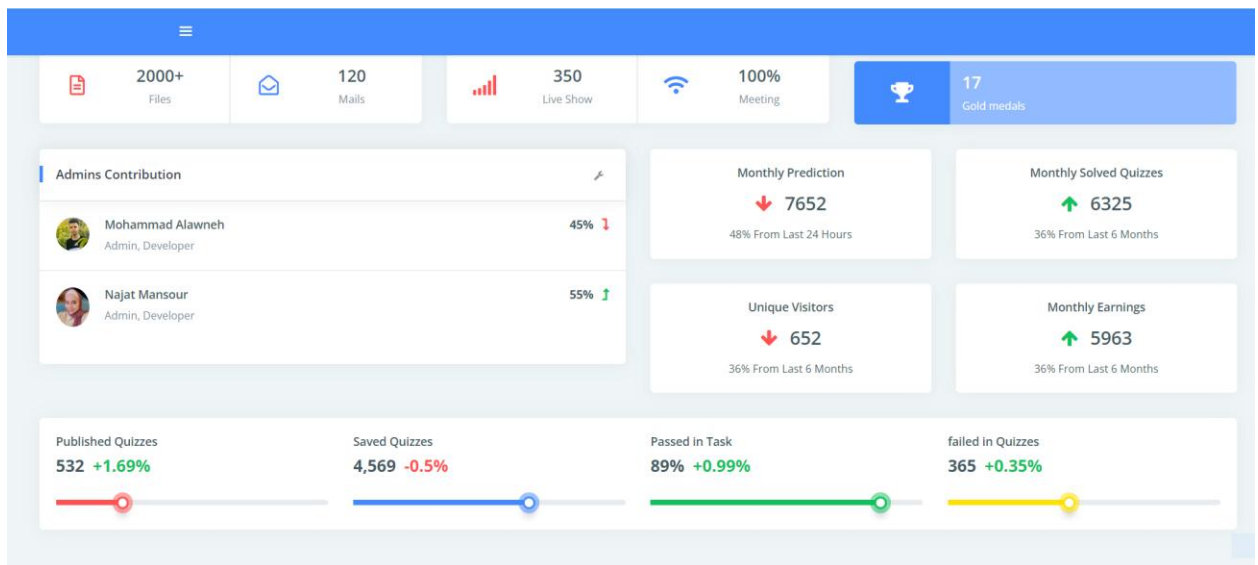 2000+
Files
120
Mails
350
Live Show
100%
Meeting
17
Gold medals
Admins Contribution
Mohammad Alawneh
45%
Admin, Developer
Najat Mansour
55%
Admin, Developer
Monthly Prediction
7652
48% From Last 24 Hours
Monthly Solved Quizzes
6325
36% From Last 6 Months
Unique Visitors
652
36% From Last 6 Months
Monthly Earnings
5963
36% From Last 6 Months
Published Quizzes
532 +1.69%
Saved Quizzes
4,569 -0.5%
Passed in Task
89% +0.99%
failed in Quizzes
365 +0.35%